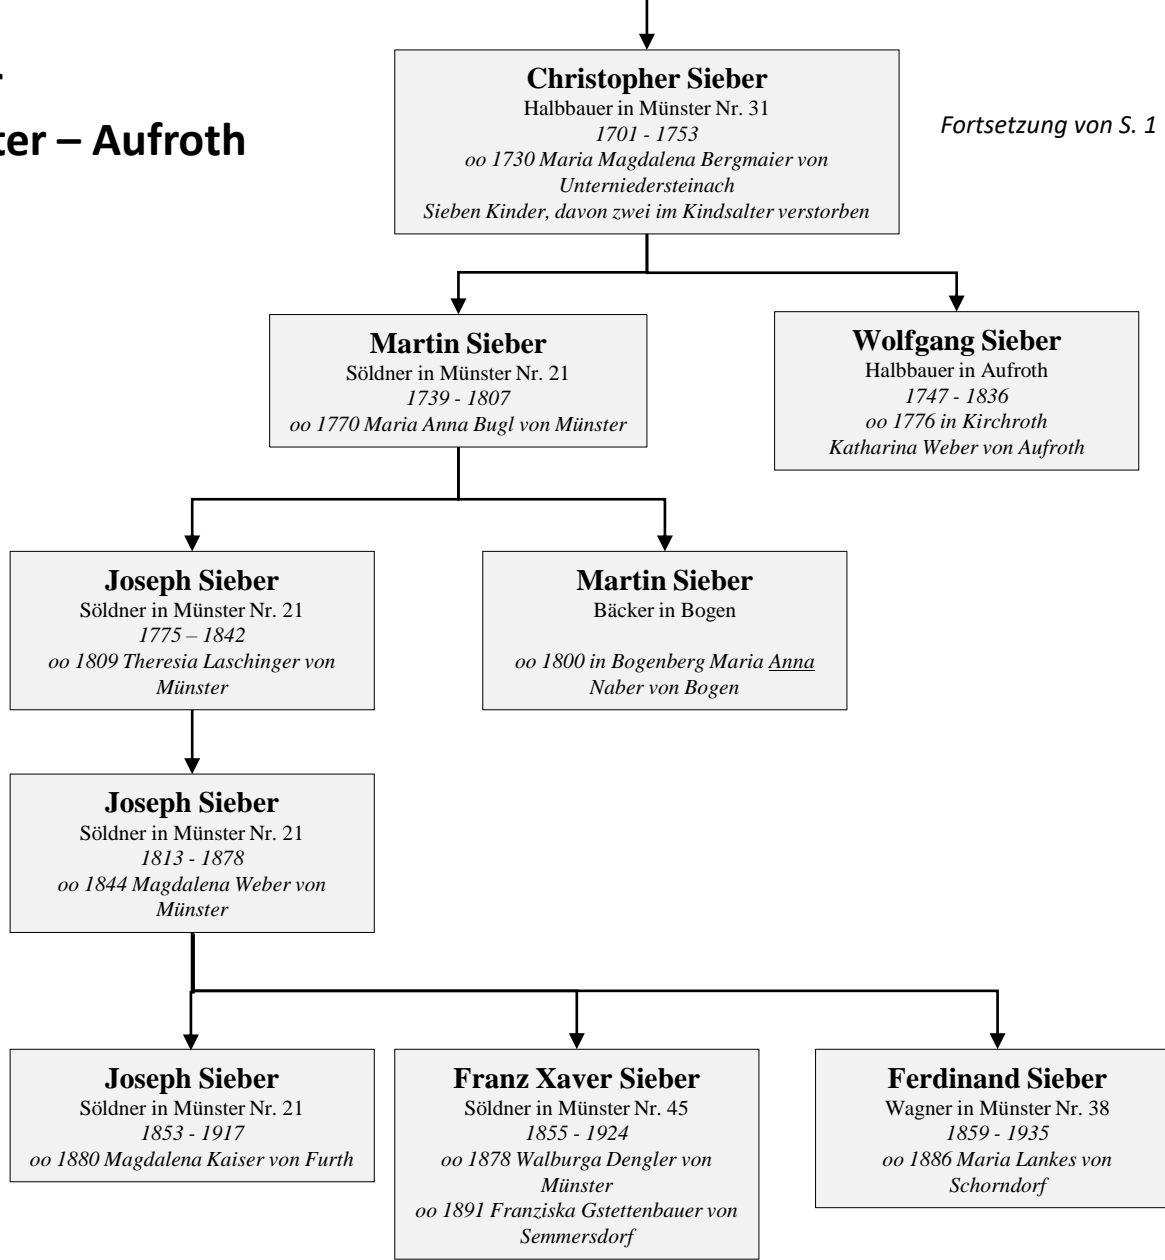 – Aufroth
Fortsetzung von S. 1
Christopher Sieber
Halbbauer in Münster Nr. 31
1701 - 1753
oo 1730 Maria Magdalena Bergmaier von
Unterniedersteinach
Sieben Kinder, davon zwei im Kindsalter verstorben
Martin Sieber
Söldner in Münster Nr. 21
1739 - 1807
oo 1770 Maria Anna Bugl von Münster
Wolfgang Sieber
Halbbauer in Aufroth
1747 - 1836
oo 1776 in Kirchroth
Katharina Weber von Aufroth
Joseph Sieber
Söldner in Münster Nr. 21
1775 – 1842
oo 1809 Theresia Laschinger von
Münster
Martin Sieber
Bäcker in Bogen
oo 1800 in Bogenberg Maria Anna
Naber von Bogen
Joseph Sieber
Söldner in Münster Nr. 21
1813 - 1878
oo 1844 Magdalena Weber von
Münster
Joseph Sieber
Söldner in Münster Nr. 21
1853 - 1917
oo 1880 Magdalena Kaiser von Furth
Franz Xaver Sieber
Söldner in Münster Nr. 45
1855 - 1924
oo 1878 Walburga Dengler von
Münster
oo 1891 Franziska Gstettenbauer von
Semmersdorf
Ferdinand Sieber
Wagner in Münster Nr. 38
1859 - 1935
oo 1886 Maria Lankes von
Schorndorf